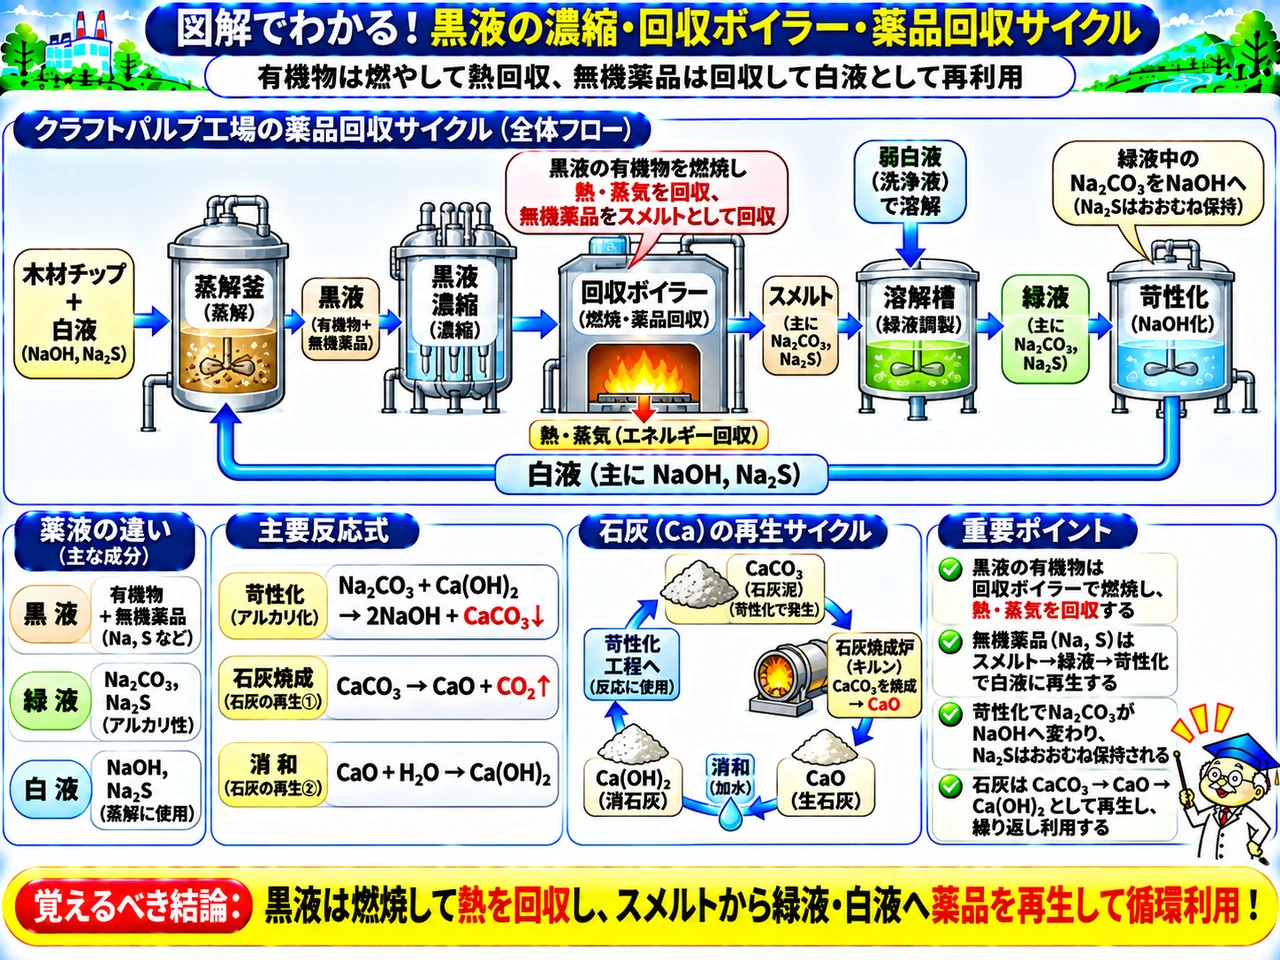 図解でわかる！黒液の濃縮・回収ボイラー・薬品回収サイクル
有機物は燃やして熱回収、無機薬品は回収して白液として再利用
クラフトパルプ工場の薬品回収サイクル（全体フロー）
木材チップ
+
白液
(NaOH, Na₂S)
蒸解釜
(蒸解)
黒液
(有機物+
無機薬品)
黒液
濃縮
(濃縮)
黒液の有機物を燃焼し
熱・蒸気を回収、
無機薬品をスメルトとして回収
回収ボイラー
(燃焼・薬品回収)
熱・蒸気(エネルギー回収)
スメルト
(主に
Na₂CO₃,
Na₂S)
弱白液
(洗浄液)
で溶解
溶解槽
(緑液調製)
緑液
(主に
Na₂CO₃,
Na₂S)
緑液中の
Na₂CO₃をNaOHへ
(Na₂Sはおおむね保持)
苛性化
(NaOH化)
白液(主に NaOH, Na₂S)
薬液の違い
(主な成分)
黒液
有機物
+無機薬品
(Na, S など)
緑液
Na₂CO₃,
Na₂S
(アルカリ性)
白液
NaOH,
Na₂S
(蒸解に使用)
主要反応式
苛性化
(アルカリ化)
Na₂CO₃ + Ca(OH)₂
→ 2NaOH + CaCO₃↓
石灰焼成
(石灰の再生①)
CaCO₃ → CaO + CO₂↑
消和
(石灰の再生②)
CaO + H₂O → Ca(OH)₂
石灰(Ca)の再生サイクル
CaCO₃
(石灰泥)
(苛性化で発生)
石灰焼成炉
(キルン)
CaCO₃を焼成
→ CaO
CaO
(生石灰)
消和
(加水)
Ca(OH)₂
(消石灰)
苛性化
工程へ
(反応に使用)
重要ポイント
黒液の有機物は
回収ボイラーで燃焼し、
熱・蒸気を回収する
無機薬品(Na, S)は
スメルト→緑液→苛性化
で白液に再生する
苛性化でNa₂CO₃が
NaOHへ変わり、
Na₂Sはおおむね保持される
石灰は CaCO₃ → CaO →
Ca(OH)₂ として再生し、
繰り返し利用する
覚えるべき結論：
黒液は燃焼して熱を回収し、スメルトから緑液・白液へ薬品を再生して循環利用！